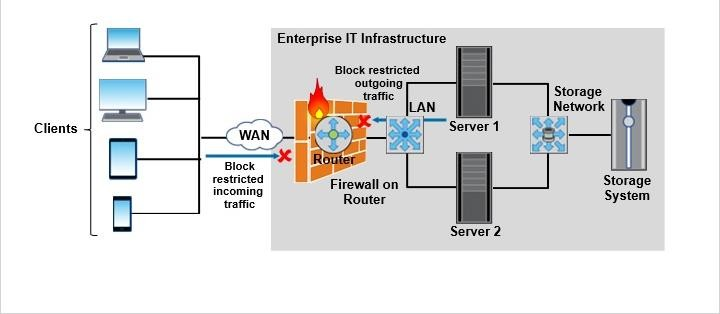 Enterprise IT Infrastructure
Block restricted
outgoing
traffic
Clients
WAN
Block
restricted
incoming
traffic
Router
Firewall on
Router
LAN
Server 1
Server 2
Storage
Network
Storage
System